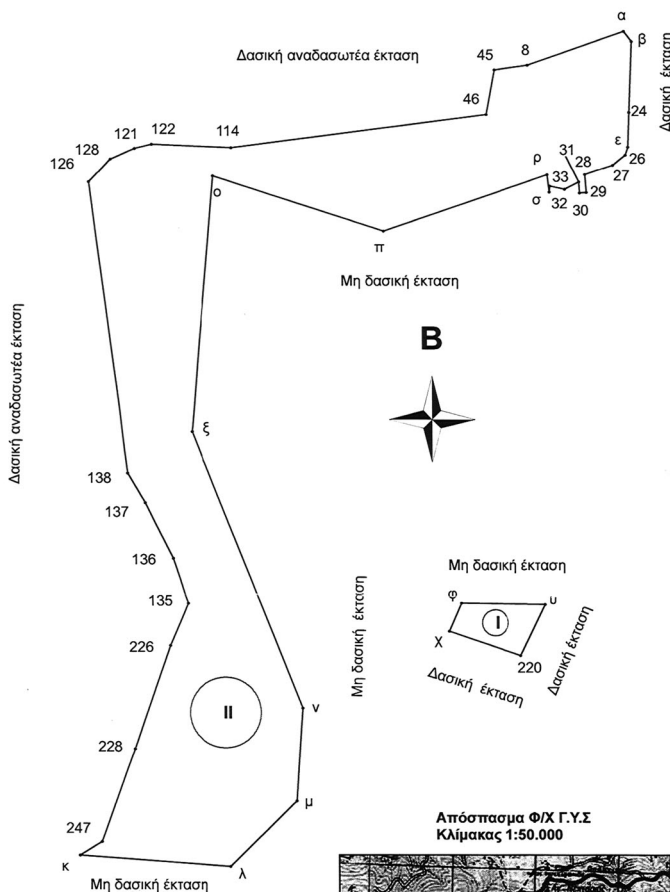 α
β
Δασική αναδασωτέα έκταση
45
8
Δασική έκταση
46
24
122
121
114
128
126
ε
31
26
ρ
28
27
33
ο
σ
32
29
30
π
Μη δασική έκταση
Β
Δασική αναδασωτέα έκταση
ξ
138
137
136
Μη δασική έκταση
φ
υ
135
I
Μη δασική έκταση
χ
226
220
Δασική έκταση
Δασική έκταση
II
ν
228
μ
Απόσπασμα Φ/Χ Γ.Υ.Σ
Κλίμακας 1:50.000
247
κ
λ
Μη δασική έκταση